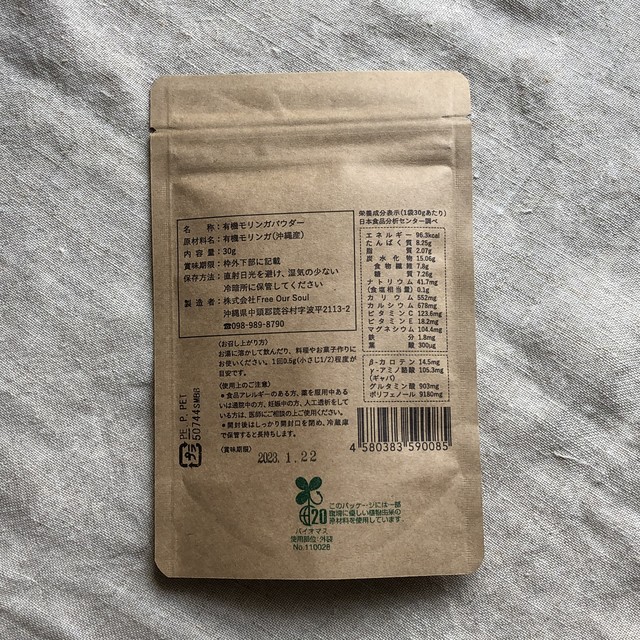 名　　称：有機モリンガパウダー
原材料名：有機モリンガ(沖縄産)
内 容 量：30g
賞味期限：枠外下部に記載
保存方法：直射日光を避け、湿気の少ない
冷暗所に保管してください
製 造 者：株式会社Free Our Soul
沖縄県中頭郡読谷村字波平2113-2
☎098-989-8790
〈お召し上がり方〉
お湯に溶かして飲んだり、料理やお菓子作りに
お使いください。1回0.5g(小さじ1/2)程度が
目安です。
〈使用上のご注意〉
●食品アレルギーのある方、薬を服用中ある
いは通院中の方、妊娠中の方、人工透析をして
いる方は、医師にご相談の上ご使用ください。
●開封後はしっかり開封口を閉め、冷蔵庫
で保管すると長持ちします。
〈賞味期限〉
2023.1.22
栄養成分表示(1袋30gあたり)
日本食品分析センター調べ
エネルギー 96.3kcal
たんぱく質 8.25g
脂質 2.07g
炭水化物 15.06g
食物繊維 7.8g
糖質 7.26g
ナトリウム 41.7mg
(食塩相当量) 0.1g
カリウム 552mg
カルシウム 678mg
ビタミンC 123.6mg
ビタミンE 18.2mg
マグネシウム 104.4mg
鉄分 1.8mg
葉酸 300μg
β-カロテン 14.5mg
γ-アミノ酪酸 105.3mg
(ギャバ)
グルタミン酸 903mg
ポリフェノール 9180mg
4 580383 590085
PE, P, PET
50744SMBB
プラ
20
バイオマス
使用部位：外袋
No.110028
このパッケージには一部
環境に優しい植物由来の
原材料を使用しています。